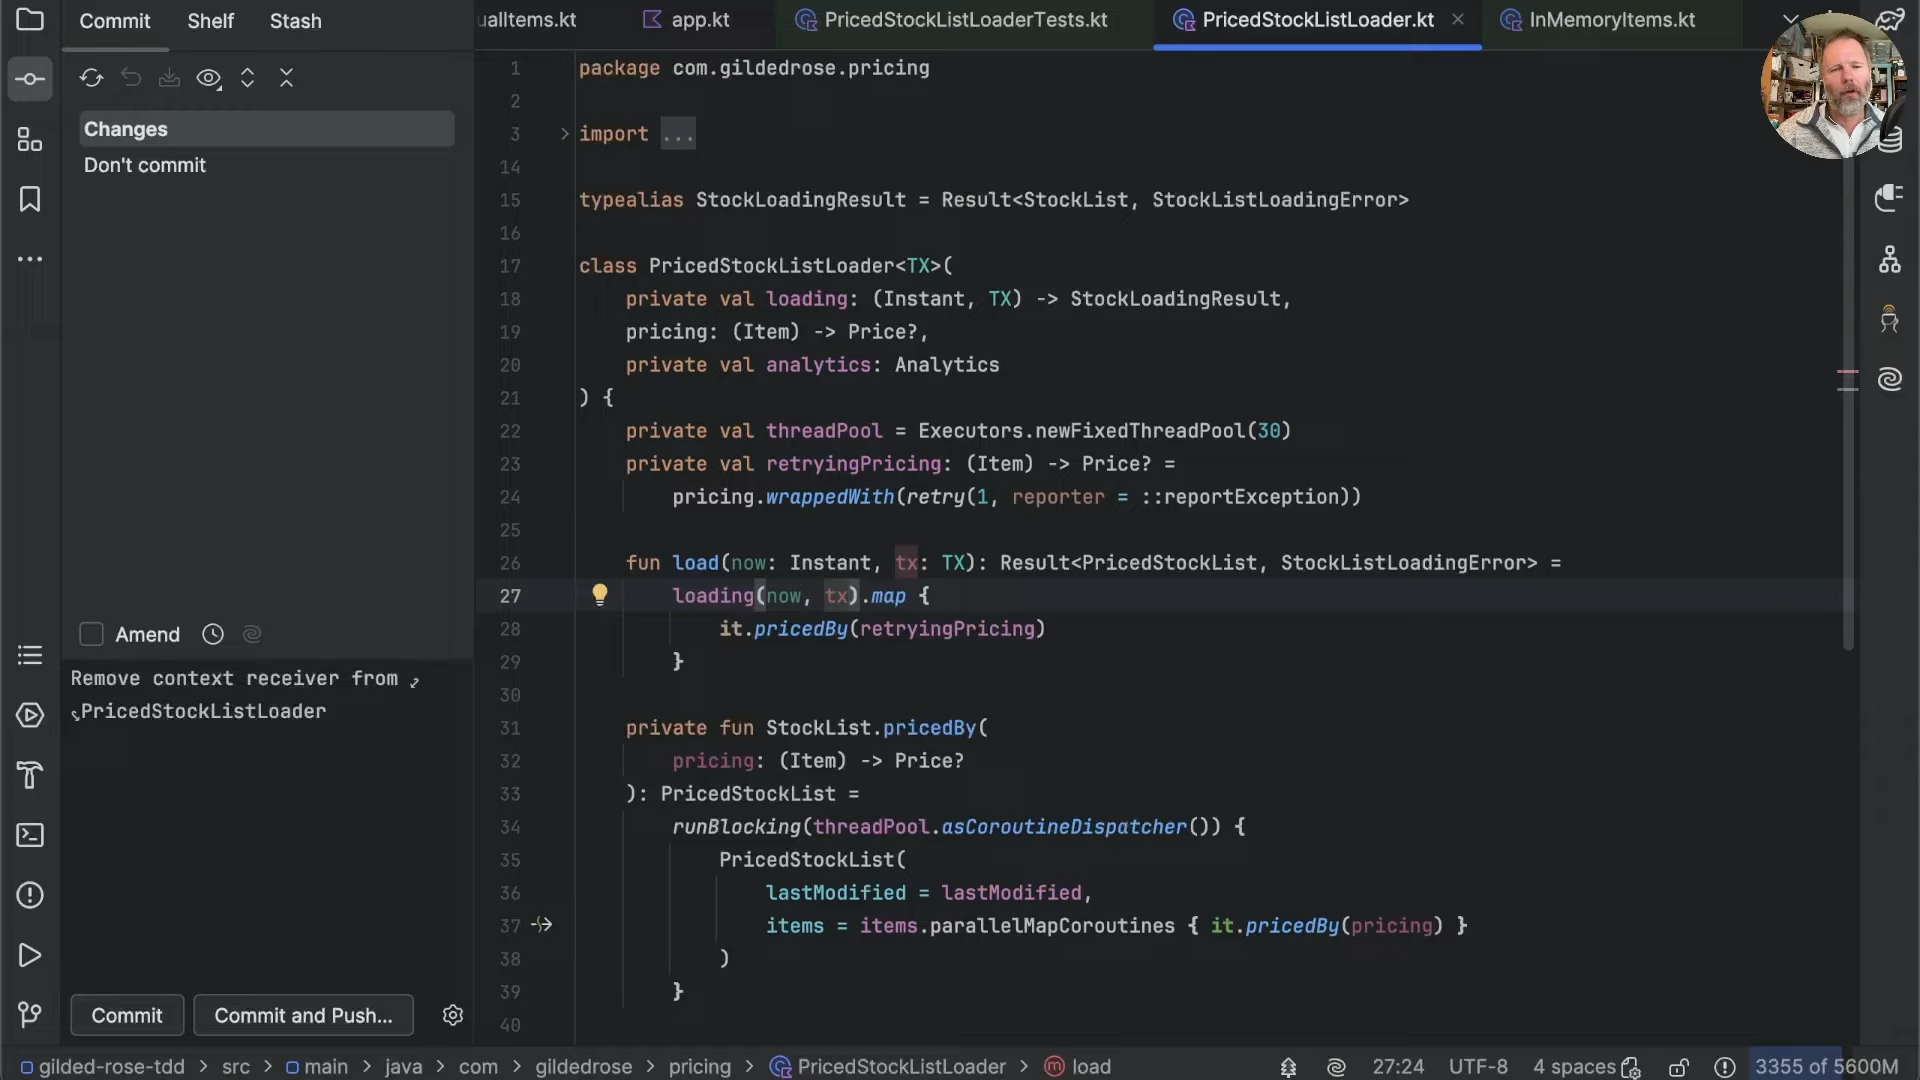 Commit Shelf Stash
ualItems.kt app.kt PricedStockListLoaderTests.kt PricedStockListLoader.kt InMemoryItems.kt
Changes
Don't commit
Amend
Remove context receiver from
PricedStockListLoader
Commit Commit and Push...
1 package com.gildedrose.pricing
2
3 import ...
14
15 typealias StockLoadingResult = Result<StockList, StockListLoadingError>
16
17 class PricedStockListLoader<TX>(
18 private val loading: (Instant, TX) -> StockLoadingResult,
19 pricing: (Item) -> Price?,
20 private val analytics: Analytics
21 ) {
22 private val threadPool = Executors.newFixedThreadPool(30)
23 private val retryingPricing: (Item) -> Price? =
24 pricing.wrappedWith(retry(1, reporter = ::reportException))
25
26 fun load(now: Instant, tx: TX): Result<PricedStockList, StockListLoadingError> =
27 loading(now, tx).map {
28 it.pricedBy(retryingPricing)
29 }
30
31 private fun StockList.pricedBy(
32 pricing: (Item) -> Price?
33 ): PricedStockList =
34 runBlocking(threadPool.asCoroutineDispatcher()) {
35 PricedStockList(
36 lastModified = lastModified,
37 items = items.parallelMapCoroutines { it.pricedBy(pricing) }
38 )
39 }
40
gilded-rose-tdd > src > main > java > com > gildedrose > pricing > PricedStockListLoader > load 27:24 UTF-8 4 spaces 3355 of 5600M